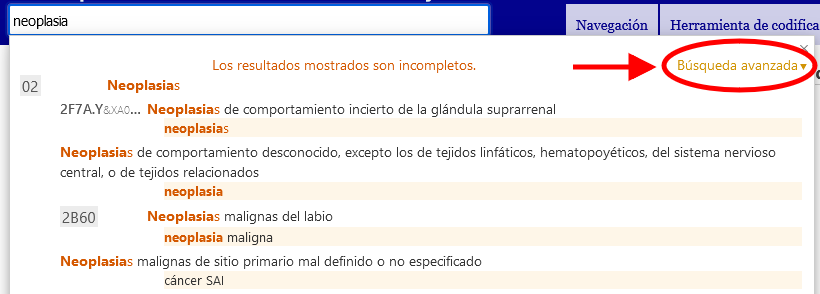 neoplasia
Navegación
Herramienta de codifica
Los resultados mostrados son incompletos.
Búsqueda avanzada
02 Neoplasias
2F7A.Y&XA0... Neoplasias de comportamiento incierto de la glándula suprarrenal
neoplasias
Neoplasias de comportamiento desconocido, excepto los de tejidos linfáticos, hematopoyéticos, del sistema nervioso
central, o de tejidos relacionados
neoplasia
2B60 Neoplasias malignas del labio
neoplasia maligna
Neoplasias malignas de sitio primario mal definido o no especificado
cáncer SAI